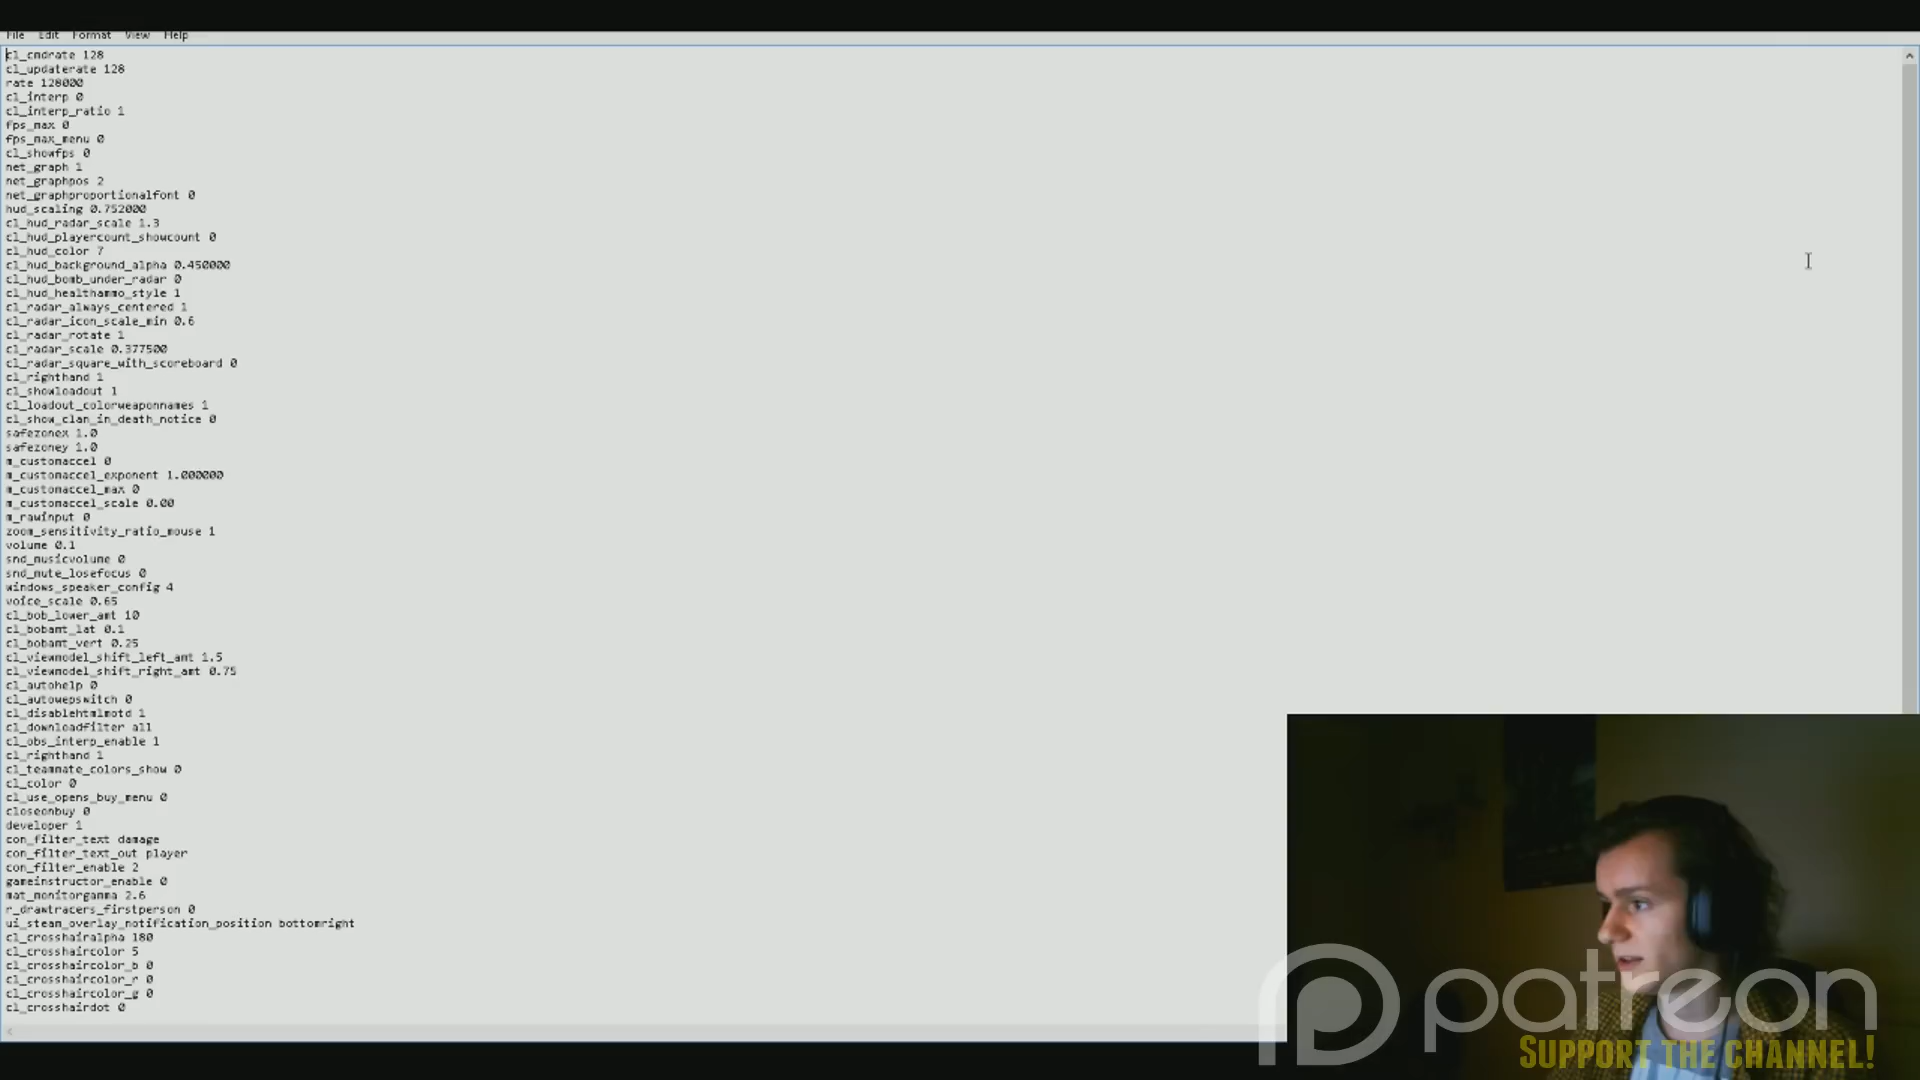 File Edit Format View Help
cl_cmdrate 128
cl_updaterate 128
rate 128000
cl_interp 0
cl_interp_ratio 1
fps_max 0
fps_max_menu 0
cl_showfps 0
net_graph 1
net_graphpos 2
net_graphproportionalfont 0
hud_scaling 0.752000
cl_hud_radar_scale 1.3
cl_hud_playercount_showcount 0
cl_hud_color 7
cl_hud_background_alpha 0.450000
cl_hud_bomb_under_radar 0
cl_hud_healthammo_style 1
cl_radar_always_centered 1
cl_radar_icon_scale_min 0.6
cl_radar_rotate 1
cl_radar_scale 0.377500
cl_radar_square_with_scoreboard 0
cl_righthand 1
cl_showloadout 1
cl_loadout_colorweaponnames 1
cl_show_clan_in_death_notice 0
safezonex 1.0
safezoney 1.0
m_customaccel 0
m_customaccel_exponent 1.000000
m_customaccel_max 0
m_customaccel_scale 0.00
m_rawinput 0
zoom_sensitivity_ratio_mouse 1
volume 0.1
snd_musicvolume 0
snd_mute_losefocus 0
windows_speaker_config 4
voice_scale 0.65
cl_bob_lower_amt 10
cl_bobamt_lat 0.1
cl_bobamt_vert 0.25
cl_viewmodel_shift_left_amt 1.5
cl_viewmodel_shift_right_amt 0.75
cl_autohelp 0
cl_autowepswitch 0
cl_disablehtmlmotd 1
cl_downloadfilter all
cl_obs_interp_enable 1
cl_righthand 1
cl_teammate_colors_show 0
cl_color 0
cl_use_opens_buy_menu 0
closeonbuy 0
developer 1
con_filter_text damage
con_filter_text_out player
con_filter_enable 2
gameinstructor_enable 0
mat_monitorgamma 2.6
r_drawtracers_firstperson 0
ui_steam_overlay_notification_position bottomright
cl_crosshairalpha 180
cl_crosshaircolor 5
cl_crosshaircolor_b 0
cl_crosshaircolor_r 0
cl_crosshaircolor_g 0
cl_crosshairdot 0
patreon
SUPPORT THE CHANNEL!